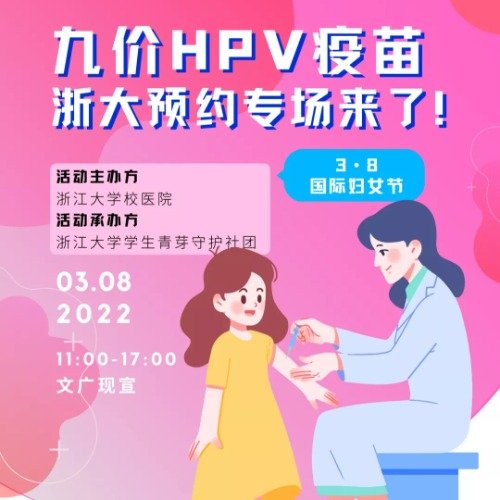 九价HPV疫苗
浙大预约专场来了!
3·8
国际妇女节
活动主办方
浙江大学校医院
活动承办方
浙江大学学生青芽守护社团
03.08
2022
11:00-17:00
文广现宣